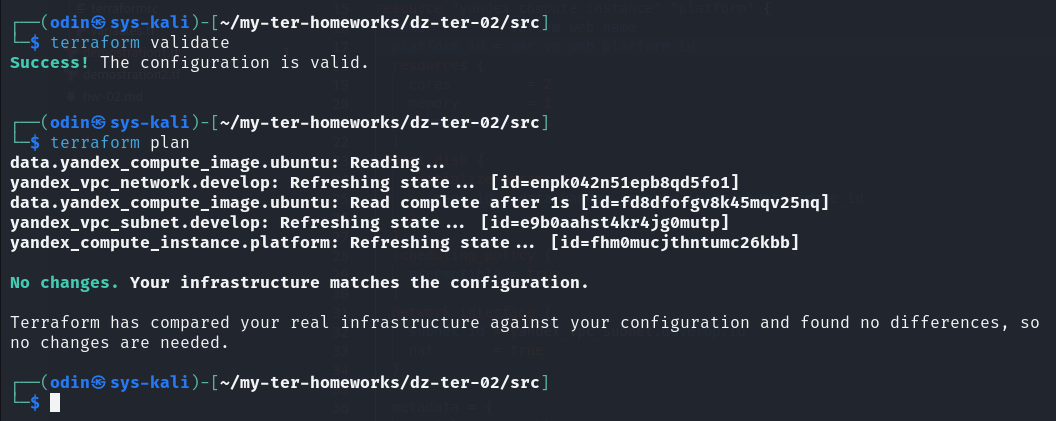 ┌──(odin㉿sys-kali)-[~/my-ter-homeworks/dz-ter-02/src]
└─$ terraform validate
Success! The configuration is valid.
┌──(odin㉿sys-kali)-[~/my-ter-homeworks/dz-ter-02/src]
└─$ terraform plan
data.yandex_compute_image.ubuntu: Reading...
yandex_vpc_network.develop: Refreshing state... [id=enpk042n51epb8qd5fo1]
data.yandex_compute_image.ubuntu: Read complete after 1s [id=fd8dfofgv8k45mqv25nq]
yandex_vpc_subnet.develop: Refreshing state... [id=e9b0aahst4kr4jg0mutp]
yandex_compute_instance.platform: Refreshing state... [id=fhm0mucjthntumc26kbb]
No changes. Your infrastructure matches the configuration.
Terraform has compared your real infrastructure against your configuration and found no differences, so
no changes are needed.
┌──(odin㉿sys-kali)-[~/my-ter-homeworks/dz-ter-02/src]
└─$